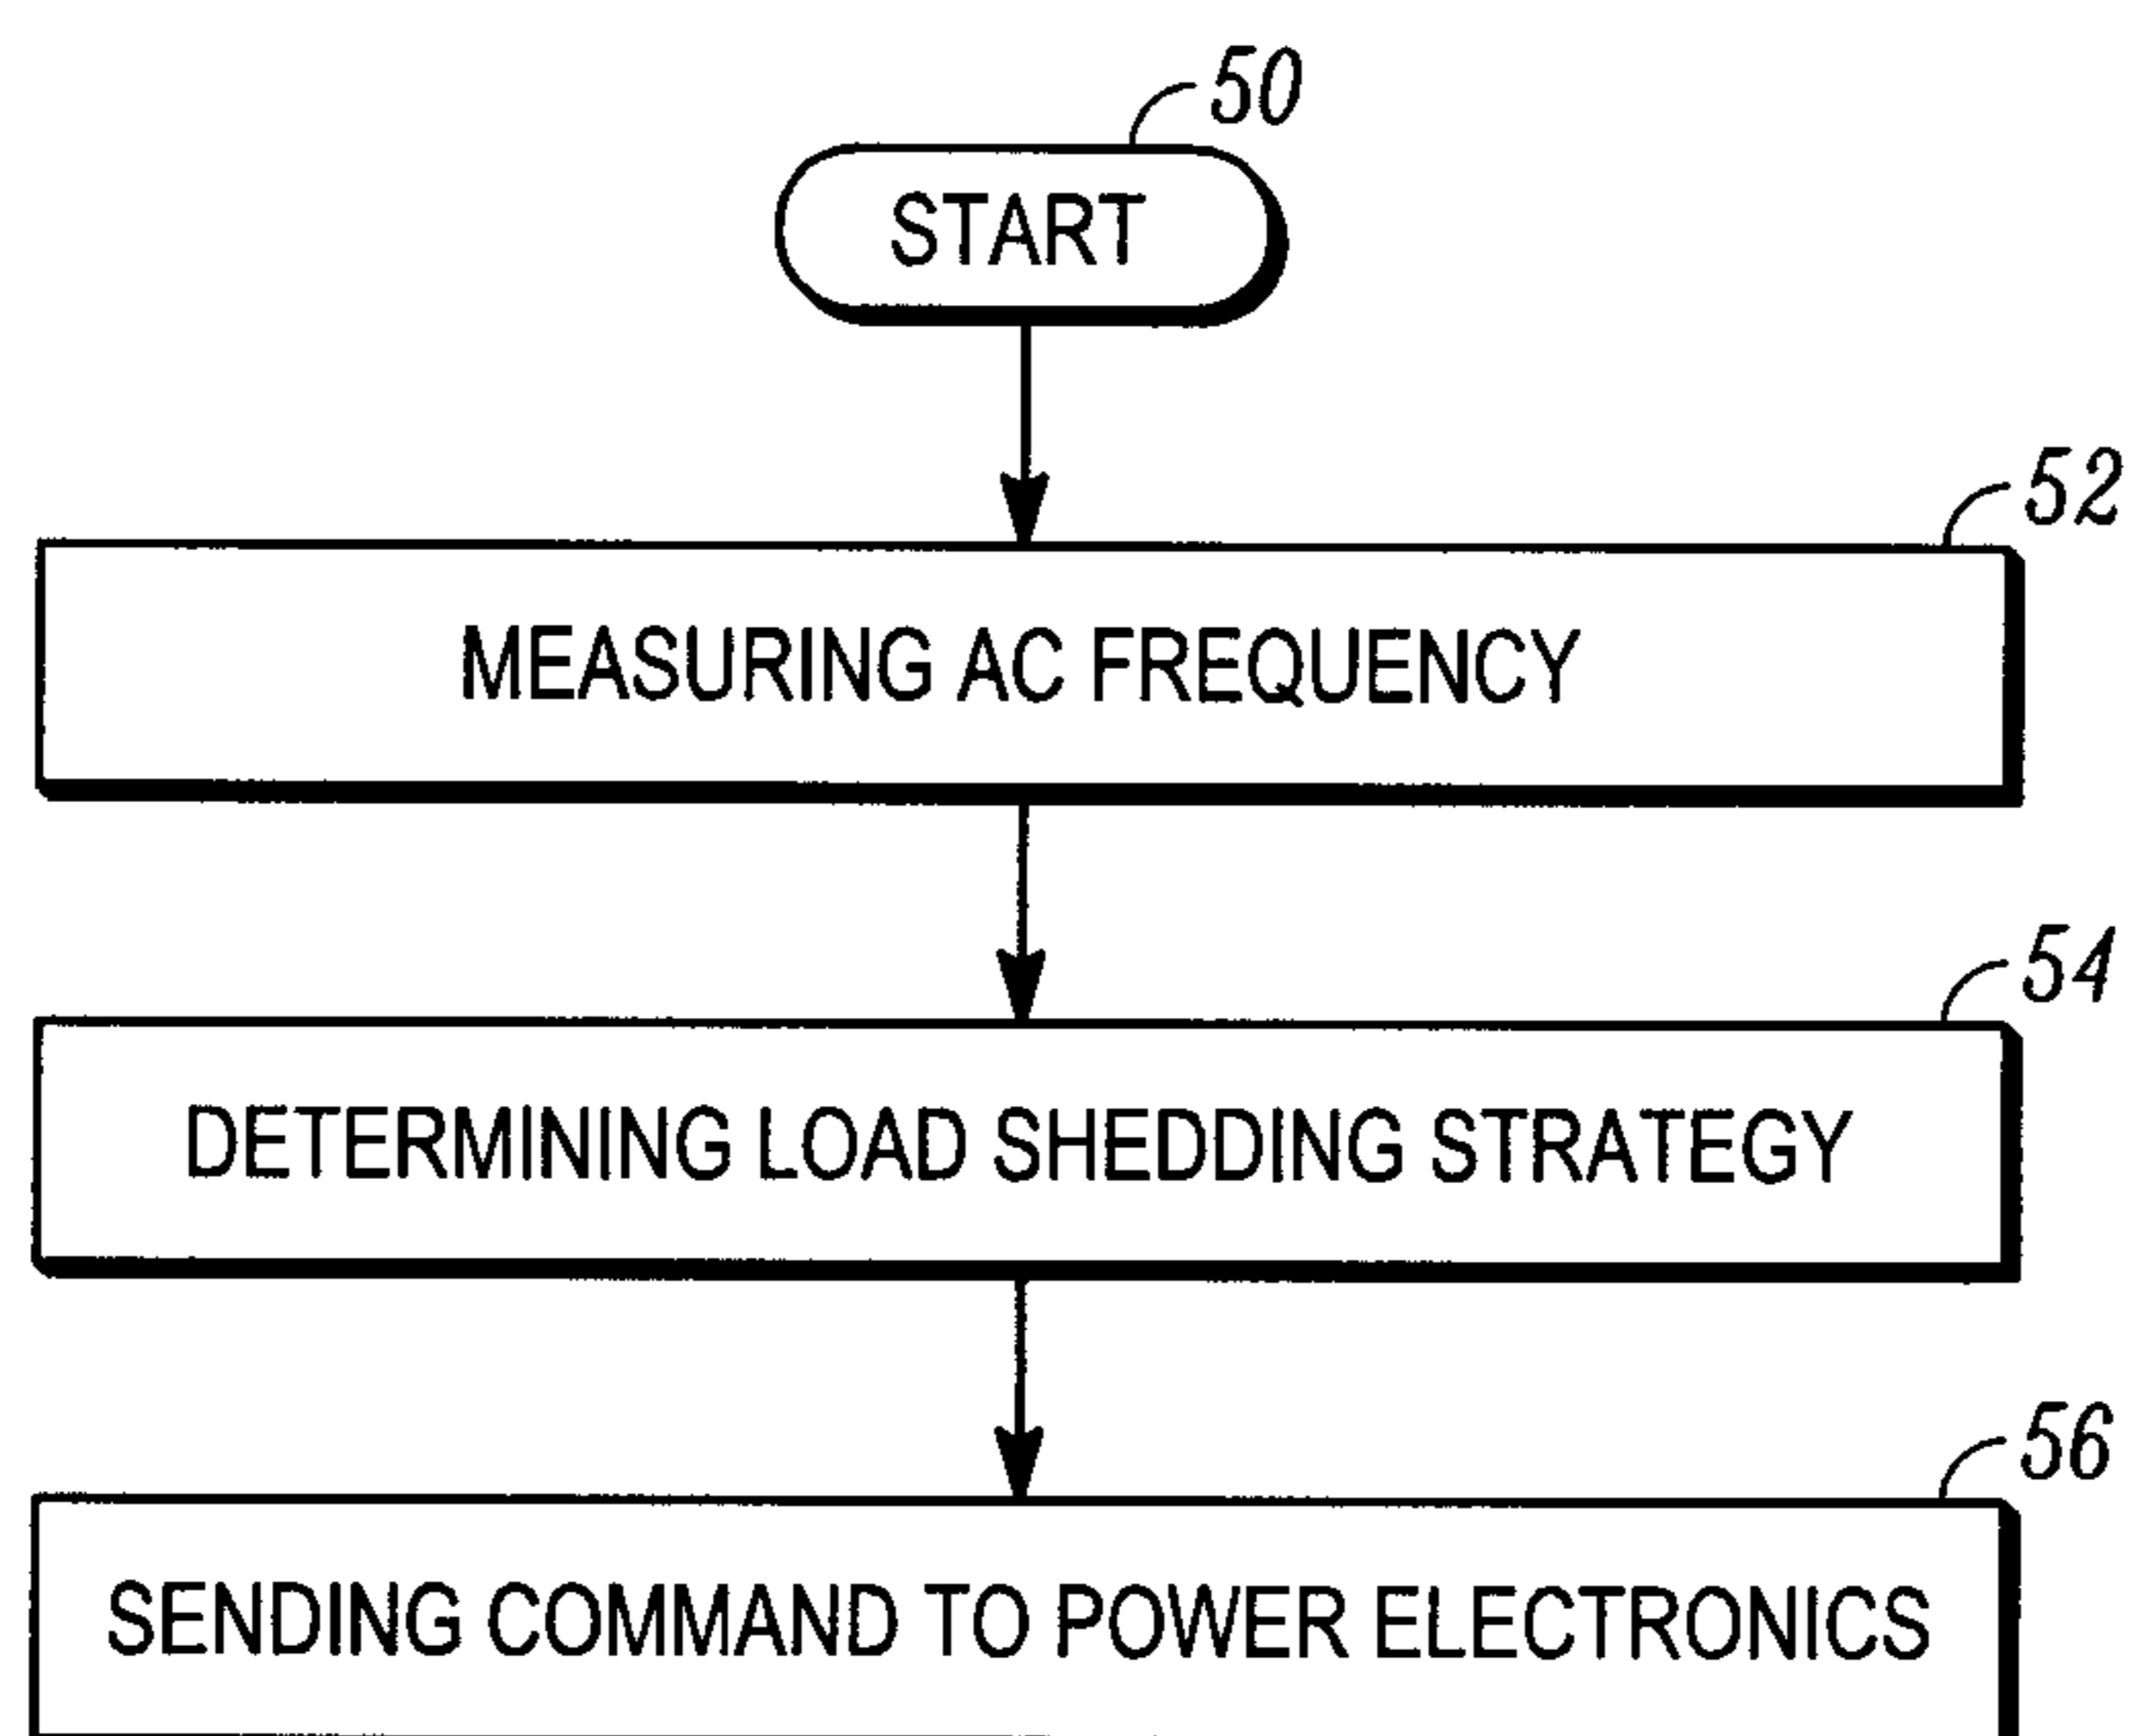 50
START
52
MEASURING AC FREQUENCY
54
DETERMINING LOAD SHEDDING STRATEGY
56
SENDING COMMAND TO POWER ELECTRONICS